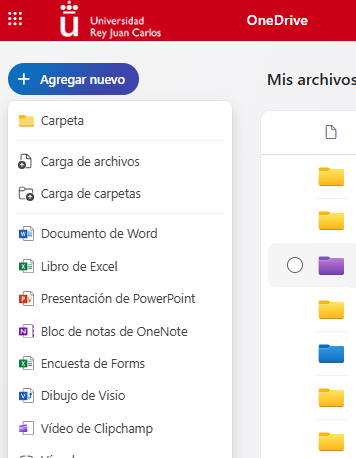 Universidad
Rey Juan Carlos
OneDrive
Agregar nuevo
Mis archivos
Carpeta
Carga de archivos
Carga de carpetas
Documento de Word
Libro de Excel
Presentación de PowerPoint
Bloc de notas de OneNote
Encuesta de Forms
Dibujo de Visio
Vídeo de Clipchamp